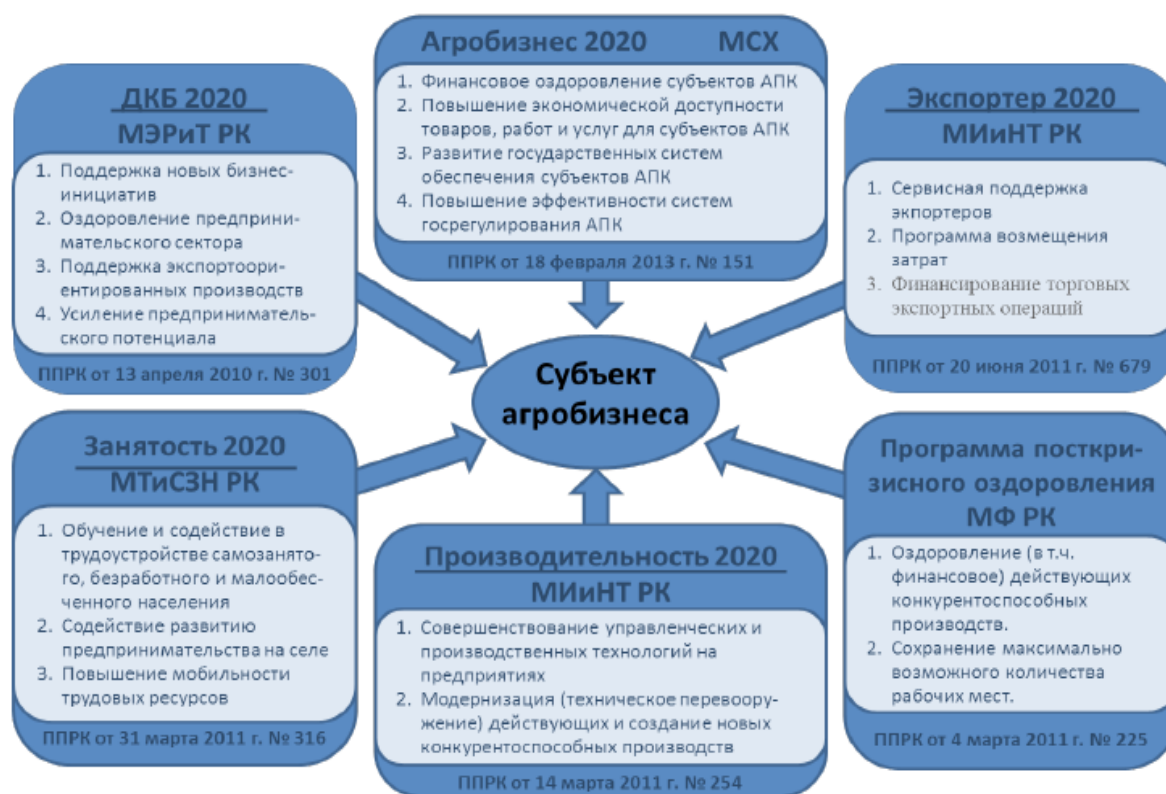 Агробизнес 2020 МСХ
1. Финансовое оздоровление субъектов АПК
2. Повышение экономической доступности
товаров, работ и услуг для субъектов АПК
3. Развитие государственных систем
обеспечения субъектов АПК
4. Повышение эффективности систем
госрегулирования АПК
ППРК от 18 февраля 2013 г. № 151
ДКБ 2020
МЭРиТ РК
1. Поддержка новых бизнес-
инициатив
2. Оздоровление предприни-
мательского сектора
3. Поддержка экспортоори-
ентированных производств
4. Усиление предприниматель-
ского потенциала
ППРК от 13 апреля 2010 г. № 301
Экспортер 2020
МИиНТ РК
1. Сервисная поддержка
экпортеров
2. Программа возмещения
затрат
3. Финансирование торговых
экспортных операций
ППРК от 20 июня 2011 г. № 679
Субъект
агробизнеса
Занятость 2020
МТиСЗН РК
1. Обучение и содействие в
трудоустройстве самозанято-
го, безработного и малообес-
ченного населения
2. Содействие развитию
предпринимательства на селе
3. Повышение мобильности
трудовых ресурсов
ППРК от 31 марта 2011 г. № 316
Производительность 2020
МИиНТ РК
1. Совершенствование управленческих и
производственных технологий на
предприятиях
2. Модернизация (техническое перевоору-
жение) действующих и создание новых
конкурентоспособных производств
ППРК от 14 марта 2011 г. № 254
Программа посткри-
зисного оздоровления
МФ РК
1. Оздоровление (в т.ч.
финансовое) действующих
конкурентоспособных
производств.
2. Сохранение максимально
возможного количества
рабочих мест.
ППРК от 4 марта 2011 г. № 225